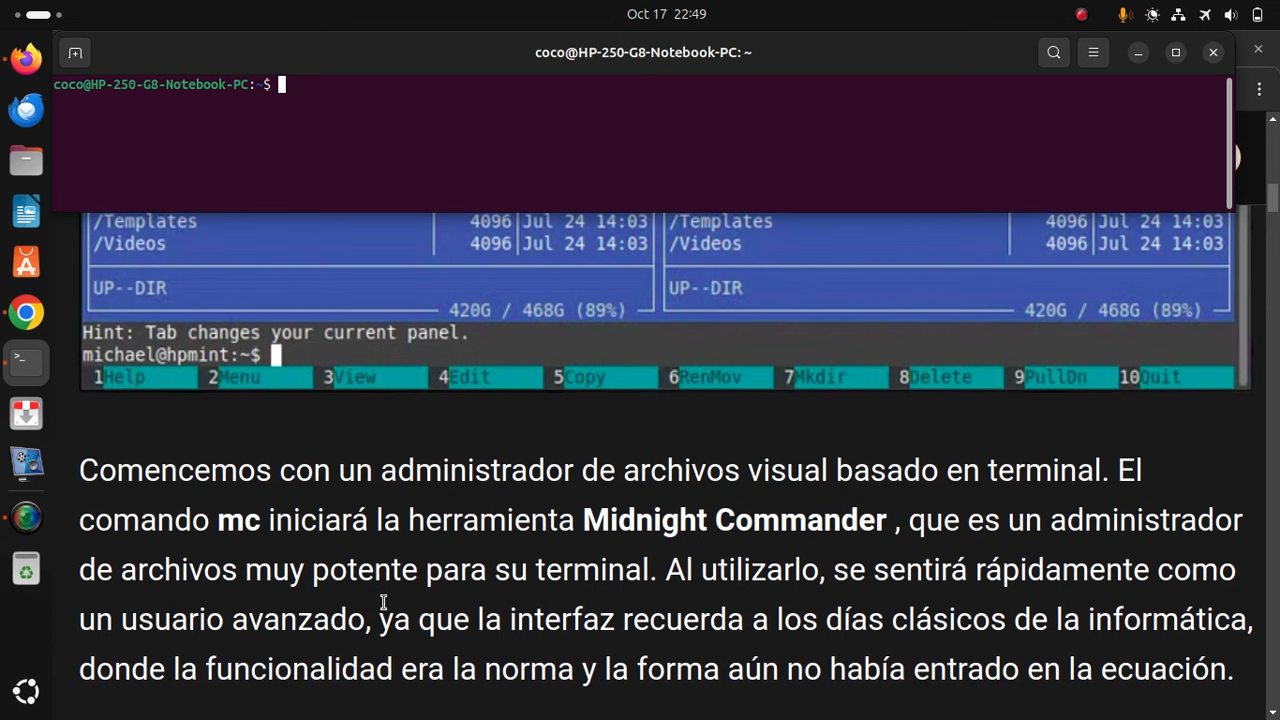 Oct 17 22:49
coco@HP-250-G8-Notebook-PC: ~
coco@HP-250-G8-Notebook-PC:~$
/Templates 4096 Jul 24 14:03 /Templates 4096 Jul 24 14:03
/Videos 4096 Jul 24 14:03 /Videos 4096 Jul 24 14:03
UP--DIR UP--DIR
420G / 468G (89%) 420G / 468G (89%)
Hint: Tab changes your current panel.
michael@hpmint:~$
1Help 2Menu 3View 4Edit 5Copy 6RenMov 7Mkdir 8Delete 9PullDn 10Quit
Comencemos con un administrador de archivos visual basado en terminal. El
comando mc iniciará la herramienta Midnight Commander , que es un administrador
de archivos muy potente para su terminal. Al utilizarlo, se sentirá rápidamente como
un usuario avanzado, ya que la interfaz recuerda a los días clásicos de la informática,
donde la funcionalidad era la norma y la forma aún no había entrado en la ecuación.